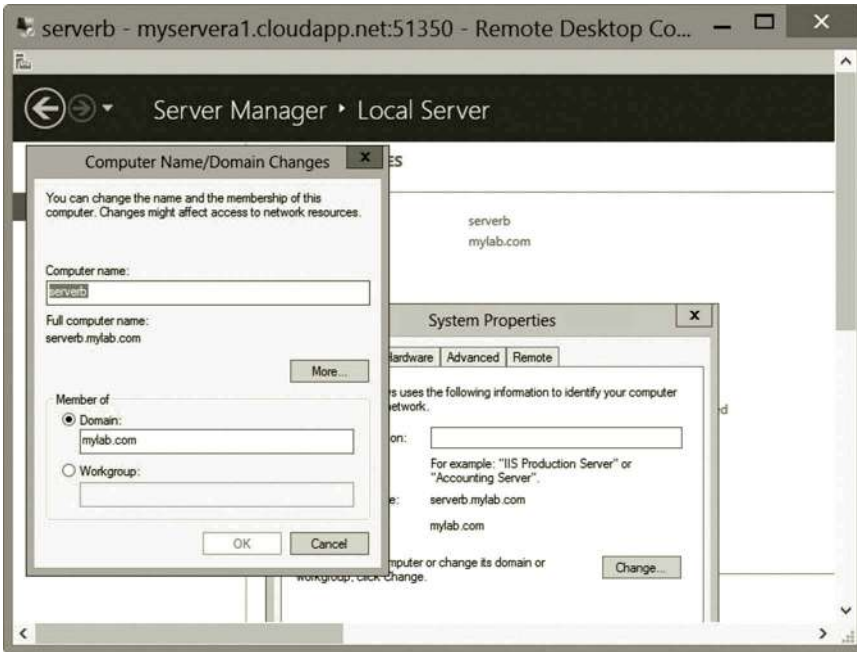 serverb - myservera1.cloudapp.net:51350 - Remote Desktop Co...
Server Manager ‣ Local Server
Computer Name/Domain Changes
x
ES
You can change the name and the membership of this
computer. Changes might affect access to network resources.
serverb
mylab.com
Computer name:
serverb
Full computer name:
serverb.mylab.com
More...
Member of
Domain:
mylab.com
Workgroup:
OK
Cancel
System Properties
x
Hardware
Advanced
Remote
s uses the following information to identify your computer
etwork.
on:
For example: "IIS Production Server" or
"Accounting Server".
e:
serverb.mylab.com
mylab.com
mputer or change its domain or
workgroup, click Change.
Change...
d